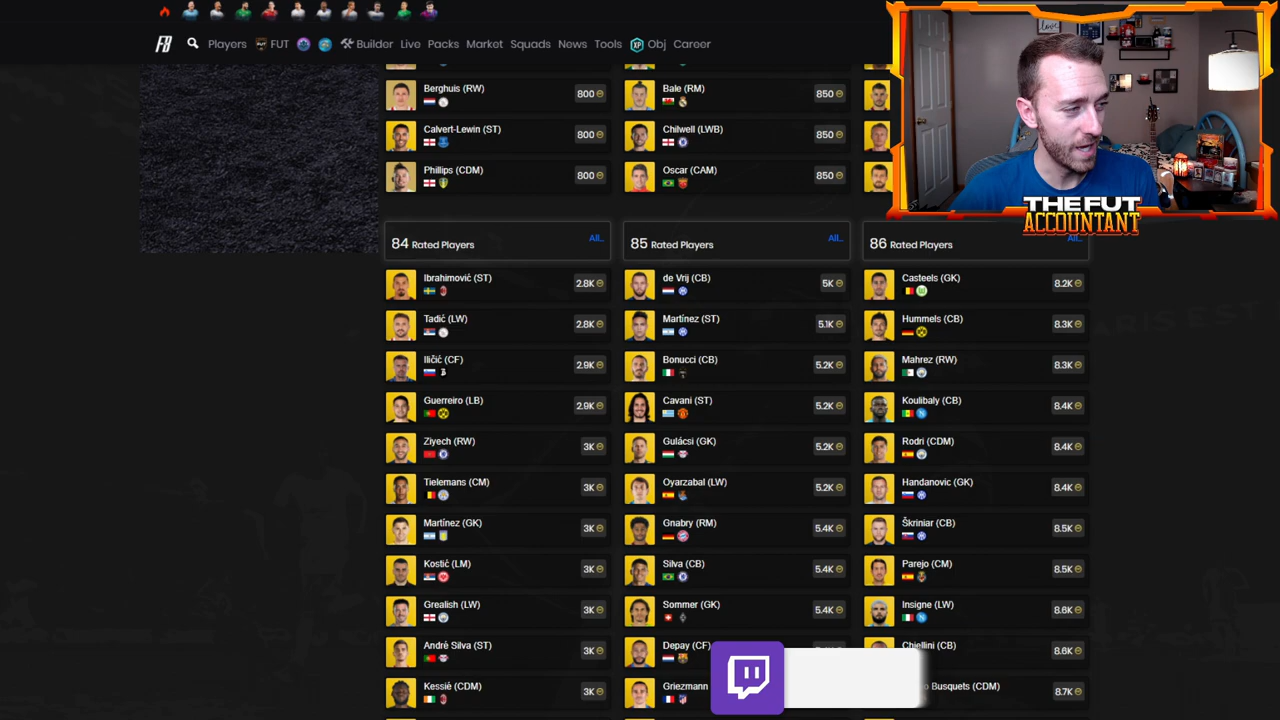 FB Players FUT Builder Live Packs Market Squads News Tools XP Obj Career
Berghuis (RW) 800
Calvert-Lewin (ST) 800
Phillips (CDM) 800
Bale (RM) 850
Chilwell (LWB) 850
Oscar (CAM) 850
THE FUT
ACCOUNTANT
84 Rated Players All..
Ibrahimović (ST) 2.8K
Tadić (LW) 2.8K
Iličić (CF) 2.9K
Guerreiro (LB) 2.9K
Ziyech (RW) 3K
Tielemans (CM) 3K
Martínez (GK) 3K
Kostić (LM) 3K
Grealish (LW) 3K
André Silva (ST) 3K
Kessié (CDM) 3K
85 Rated Players All..
de Vrij (CB) 5K
Martínez (ST) 5.1K
Bonucci (CB) 5.2K
Cavani (ST) 5.2K
Gulácsi (GK) 5.2K
Oyarzabal (LW) 5.2K
Gnabry (RM) 5.4K
Silva (CB) 5.4K
Sommer (GK) 5.4K
Depay (CF)
Griezmann
86 Rated Players All..
Casteels (GK) 8.2K
Hummels (CB) 8.3K
Mahrez (RW) 8.3K
Koulibaly (CB) 8.4K
Rodri (CDM) 8.4K
Handanovic (GK) 8.4K
Škriniar (CB) 8.5K
Parejo (CM) 8.5K
Insigne (LW) 8.6K
Chiellini (CB) 8.6K
Busquets (CDM) 8.7K